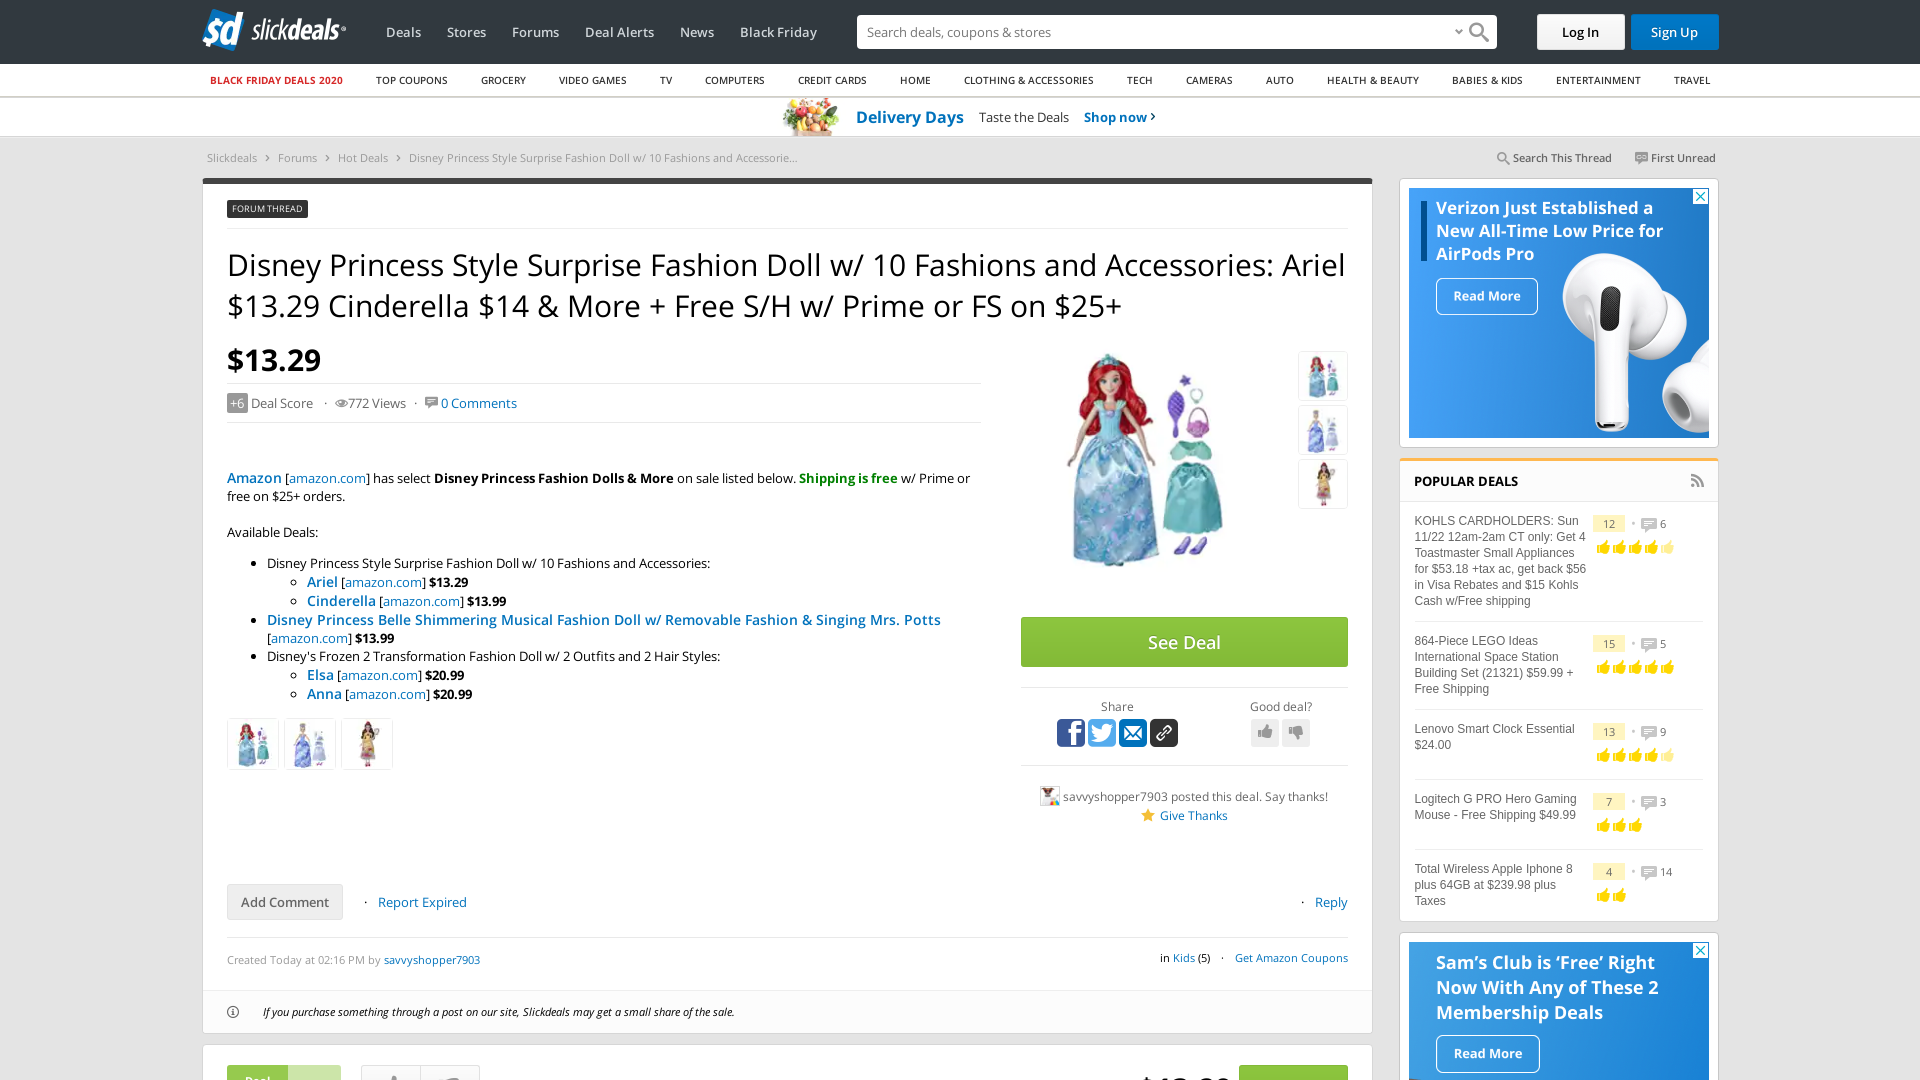 sd slickdeals
Deals
Stores
Forums
Deal Alerts
News
Black Friday
Search deals, coupons & stores
Log In
Sign Up
BLACK FRIDAY DEALS 2020
TOP COUPONS
GROCERY
VIDEO GAMES
TV
COMPUTERS
CREDIT CARDS
HOME
CLOTHING & ACCESSORIES
TECH
CAMERAS
AUTO
HEALTH & BEAUTY
BABIES & KIDS
ENTERTAINMENT
TRAVEL
Delivery Days Taste the Deals Shop now ›
Slickdeals › Forums › Hot Deals › Disney Princess Style Surprise Fashion Doll w/ 10 Fashions and Accessorie...
Search This Thread
First Unread
FORUM THREAD
Disney Princess Style Surprise Fashion Doll w/ 10 Fashions and Accessories: Ariel
$13.29 Cinderella $14 & More + Free S/H w/ Prime or FS on $25+
$13.29
+6 Deal Score · 772 Views · 0 Comments
Amazon [amazon.com] has select Disney Princess Fashion Dolls & More on sale listed below. Shipping is free w/ Prime or
free on $25+ orders.
Available Deals:
• Disney Princess Style Surprise Fashion Doll w/ 10 Fashions and Accessories:
◦ Ariel [amazon.com] $13.29
◦ Cinderella [amazon.com] $13.99
• Disney Princess Belle Shimmering Musical Fashion Doll w/ Removable Fashion & Singing Mrs. Potts
[amazon.com] $13.99
• Disney's Frozen 2 Transformation Fashion Doll w/ 2 Outfits and 2 Hair Styles:
◦ Elsa [amazon.com] $20.99
◦ Anna [amazon.com] $20.99
See Deal
Share
Good deal?
savvyshopper7903 posted this deal. Say thanks!
Give Thanks
Add Comment
· Report Expired
· Reply
Created Today at 02:16 PM by savvyshopper7903
in Kids (5) · Get Amazon Coupons
If you purchase something through a post on our site, Slickdeals may get a small share of the sale.
Verizon Just Established a
New All-Time Low Price for
AirPods Pro
Read More
POPULAR DEALS
KOHLS CARDHOLDERS: Sun
11/22 12am-2am CT only: Get 4
Toastmaster Small Appliances
for $53.18 +tax ac, get back $56
in Visa Rebates and $15 Kohls
Cash w/Free shipping
12 • 6
864-Piece LEGO Ideas
International Space Station
Building Set (21321) $59.99 +
Free Shipping
15 • 5
Lenovo Smart Clock Essential
$24.00
13 • 9
Logitech G PRO Hero Gaming
Mouse - Free Shipping $49.99
7 • 3
Total Wireless Apple Iphone 8
plus 64GB at $239.98 plus
Taxes
4 • 14
Sam's Club is ‘Free’ Right
Now With Any of These 2
Membership Deals
Read More